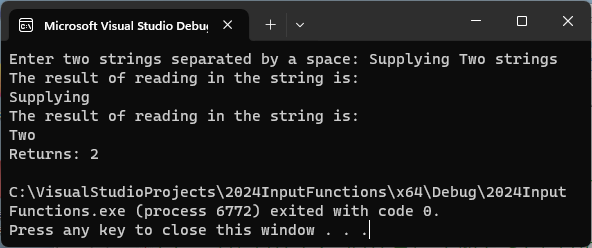 Microsoft Visual Studio Debug
Enter two strings separated by a space: Supplying Two strings
The result of reading in the string is:
Supplying
The result of reading in the string is:
Two
Returns: 2
C:\VisualStudioProjects\2024InputFunctions\x64\Debug\2024Input
Functions.exe (process 6772) exited with code 0.
Press any key to close this window . . .